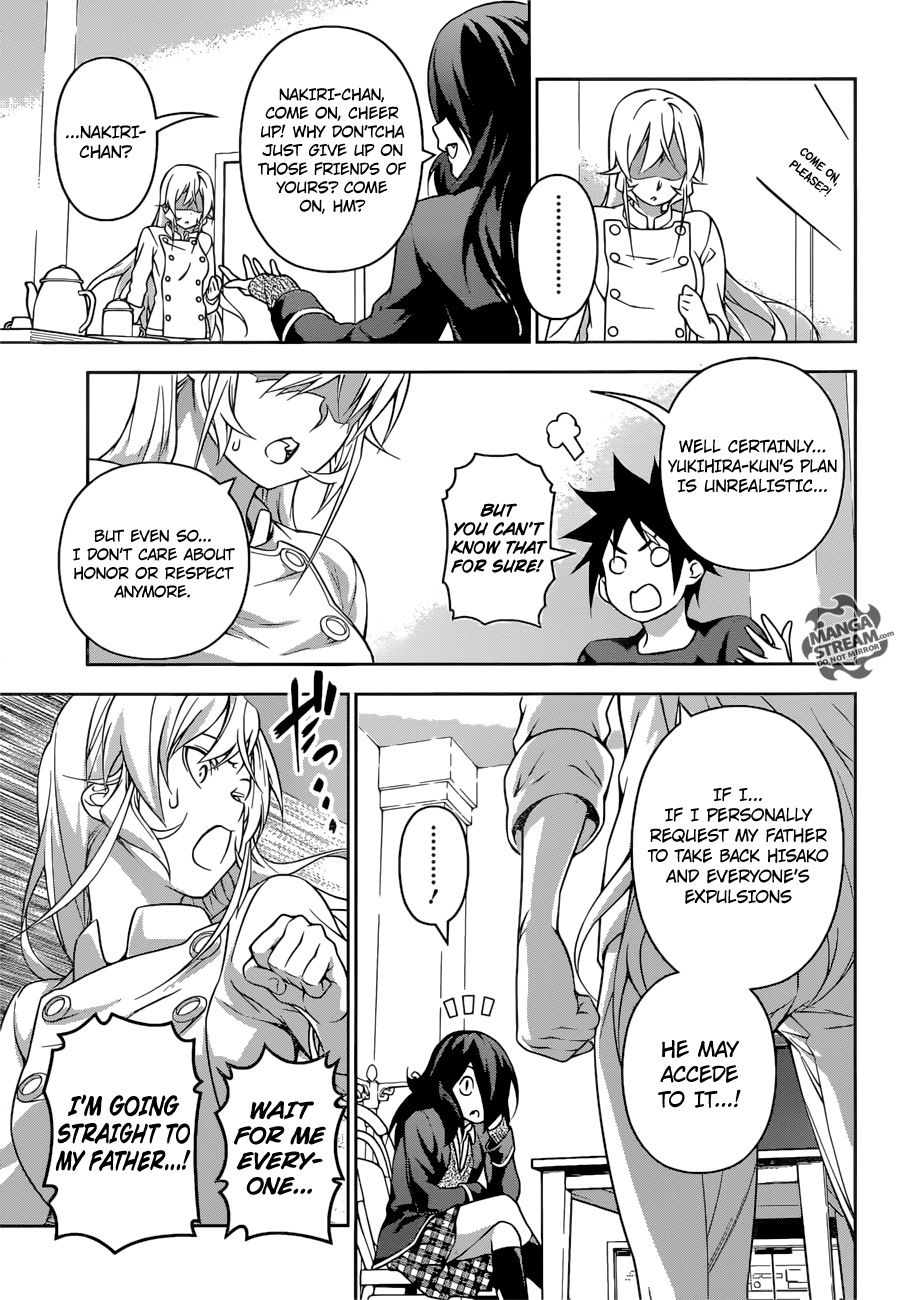 COME ON,
PLEASE?!
............
NAKIRI-CHAN,
COME ON, CHEER
UP! WHY DON'TCHA
JUST GIVE UP ON
THOSE FRIENDS OF
YOURS? COME
ON, HM?
...NAKIRI-
CHAN?
WELL CERTAINLY...
YUKIHIRA-KUN'S PLAN
IS UNREALISTIC...
BUT
YOU CAN'T
KNOW THAT
FOR SURE!
BUT EVEN SO...
I DON'T CARE ABOUT
HONOR OR RESPECT
ANYMORE.
MANGA
STREAM.com
DO NOT MIRROR
IF I...
IF I PERSONALLY
REQUEST MY FATHER
TO TAKE BACK HISAKO
AND EVERYONE'S
EXPULSIONS
HE MAY
ACCEDE
TO IT...!
......!
ギっ...
WAIT
FOR ME
EVERY-
ONE...
I'M GOING
STRAIGHT TO
MY FATHER...!